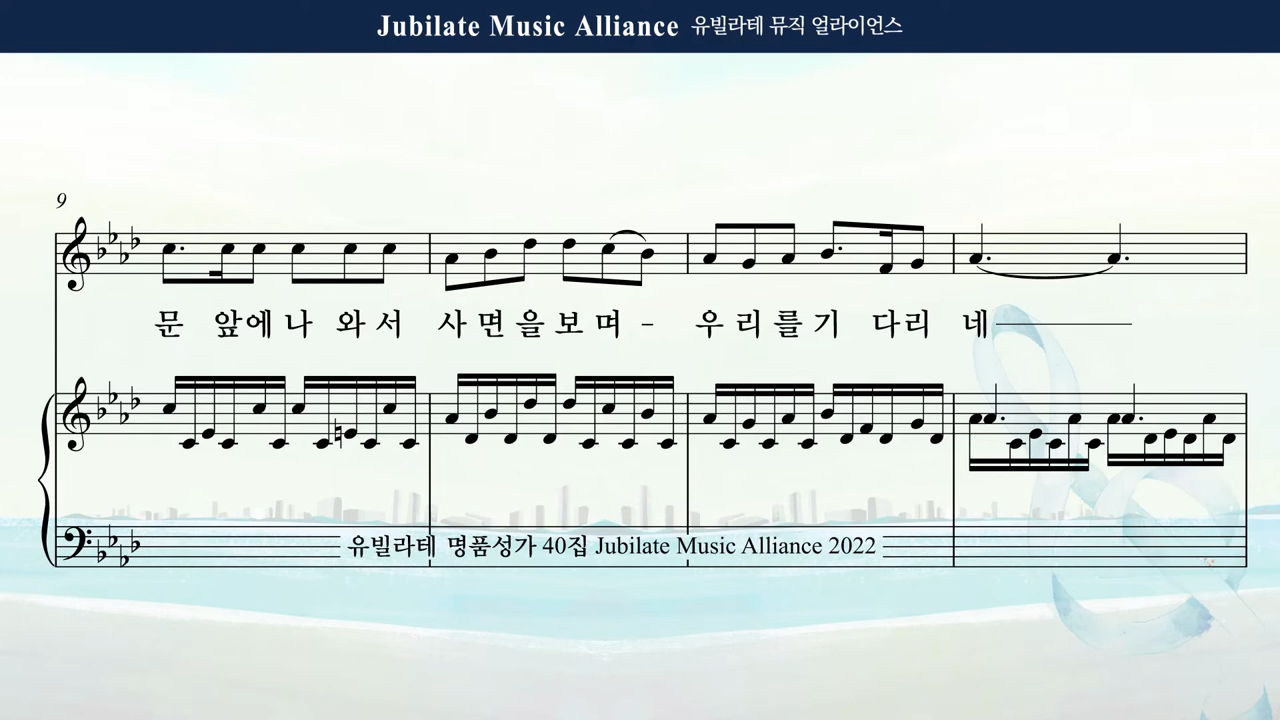 Jubilate Music Alliance 유빌라테 뮤직 얼라이언스
9
문 앞에 나 와 서 사 면 을 보 며 - 우 리 를 기 다 리 네
유빌라테 명품성가 40집 Jubilate Music Alliance 2022